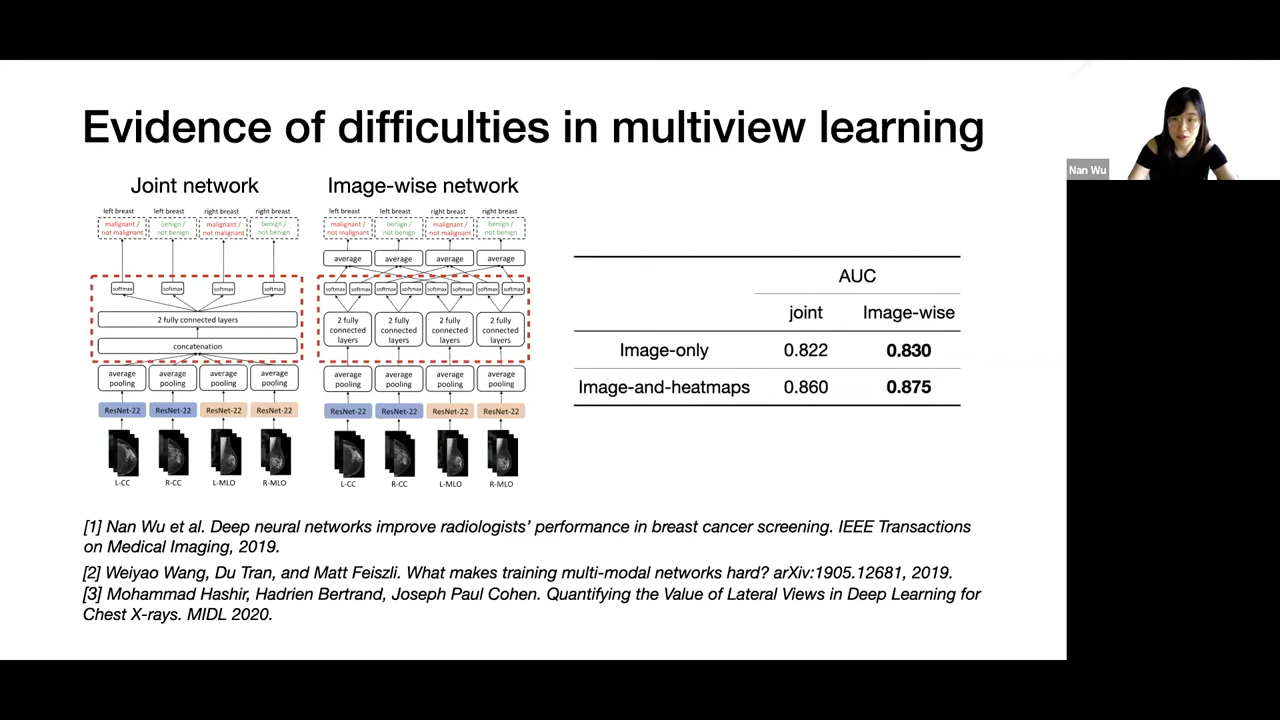 Evidence of difficulties in multiview learning
Nan Wu
Joint network
Image-wise network
left breast left breast right breast right breast
malignant / not malignant
benign / not benign
malignant / not malignant
benign / not benign
softmax softmax softmax softmax
2 fully connected layers
concatenation
average pooling average pooling average pooling average pooling
ResNet-22 ResNet-22 ResNet-22 ResNet-22
L-CC R-CC L-MLO R-MLO
left breast left breast right breast right breast
malignant / not malignant
benign / not benign
malignant / not malignant
benign / not benign
average average average average
softmax softmax softmax softmax softmax softmax softmax softmax
2 fully connected layers
2 fully connected layers
2 fully connected layers
2 fully connected layers
average pooling average pooling average pooling average pooling
ResNet-22 ResNet-22 ResNet-22 ResNet-22
L-CC R-CC L-MLO R-MLO
AUC
joint Image-wise
Image-only 0.822 0.830
Image-and-heatmaps 0.860 0.875
[1] Nan Wu et al. Deep neural networks improve radiologists' performance in breast cancer screening. IEEE Transactions
on Medical Imaging, 2019.
[2] Weiyao Wang, Du Tran, and Matt Feiszli. What makes training multi-modal networks hard? arXiv:1905.12681, 2019.
[3] Mohammad Hashir, Hadrien Bertrand, Joseph Paul Cohen. Quantifying the Value of Lateral Views in Deep Learning for
Chest X-rays. MIDL 2020.